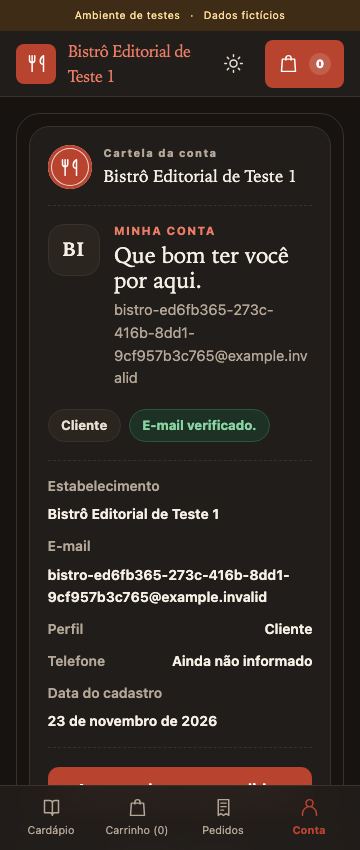 Ambiente de testes · Dados fictícios
Bistrô Editorial de
Teste 1
0
Cartela da conta
Bistrô Editorial de Teste 1
BI
MINHA CONTA
Que bom ter você
por aqui.
bistro-ed6fb365-273c-
416b-8dd1-
9cf957b3c765@example.inv
alid
Cliente
E-mail verificado.
Estabelecimento
Bistrô Editorial de Teste 1
E-mail
bistro-ed6fb365-273c-416b-8dd1-
9cf957b3c765@example.invalid
Perfil Cliente
Telefone Ainda não informado
Data do cadastro
23 de novembro de 2026
Cardápio
Carrinho (0)
Pedidos
Conta